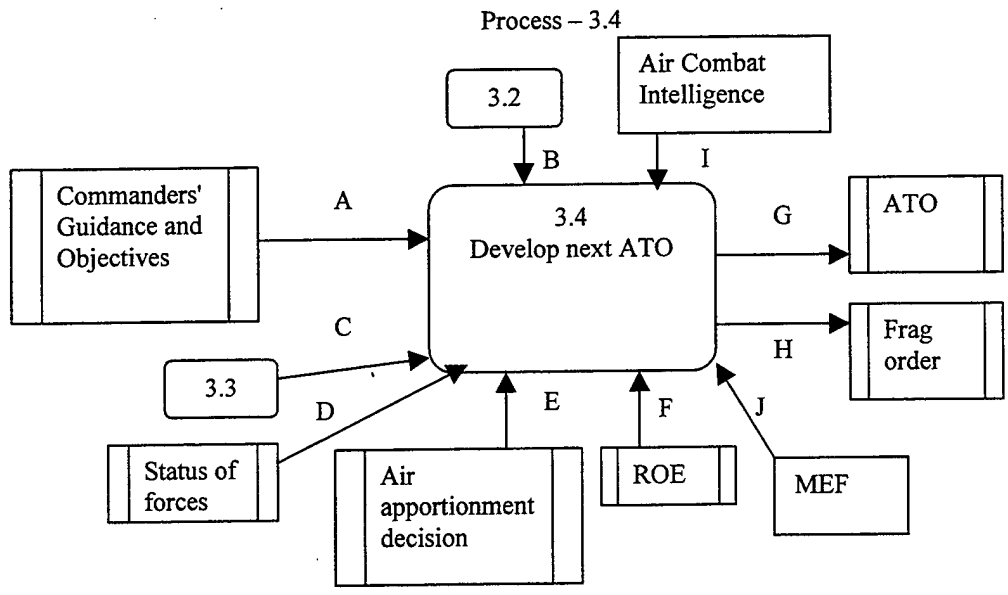 Process – 3.4
3.2
Air Combat
Intelligence
B
I
Commanders'
Guidance and
Objectives
A
3.4
Develop next ATO
G
ATO
C
H
Frag
order
3.3
D
E
F
J
Status of
forces
Air
apportionment
decision
ROE
MEF